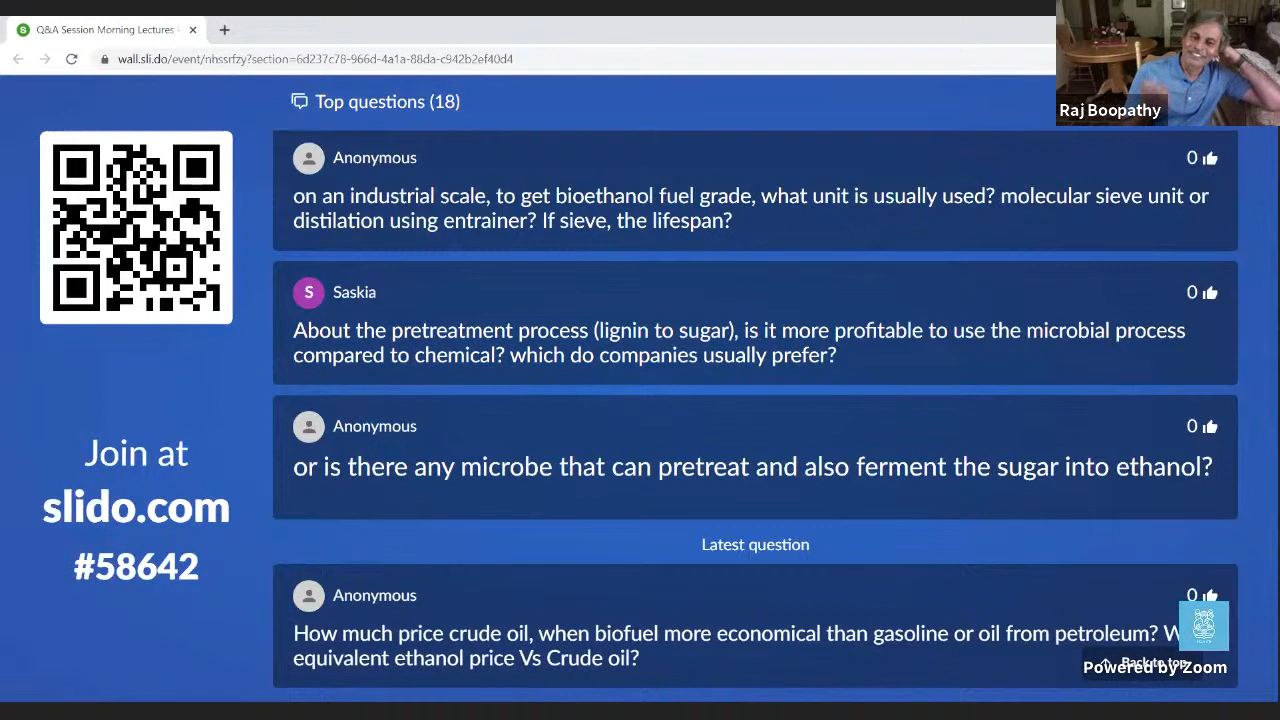 Q&A Session Morning Lectures
wall.sli.do/event/nhssrfzy?section=6d237c78-966d-4a1a-88da-c942b2ef40d4
Raj Boopathy
Top questions (18)
Anonymous
0
on an industrial scale, to get bioethanol fuel grade, what unit is usually used? molecular sieve unit or
distilation using entrainer? If sieve, the lifespan?
S
Saskia
0
About the pretreatment process (lignin to sugar), is it more profitable to use the microbial process
compared to chemical? which do companies usually prefer?
Anonymous
0
or is there any microbe that can pretreat and also ferment the sugar into ethanol?
Join at
slido.com
#58642
Latest question
Anonymous
0
How much price crude oil, when biofuel more economical than gasoline or oil from petroleum?
equivalent ethanol price Vs Crude oil?
Back to top
Powered by Zoom